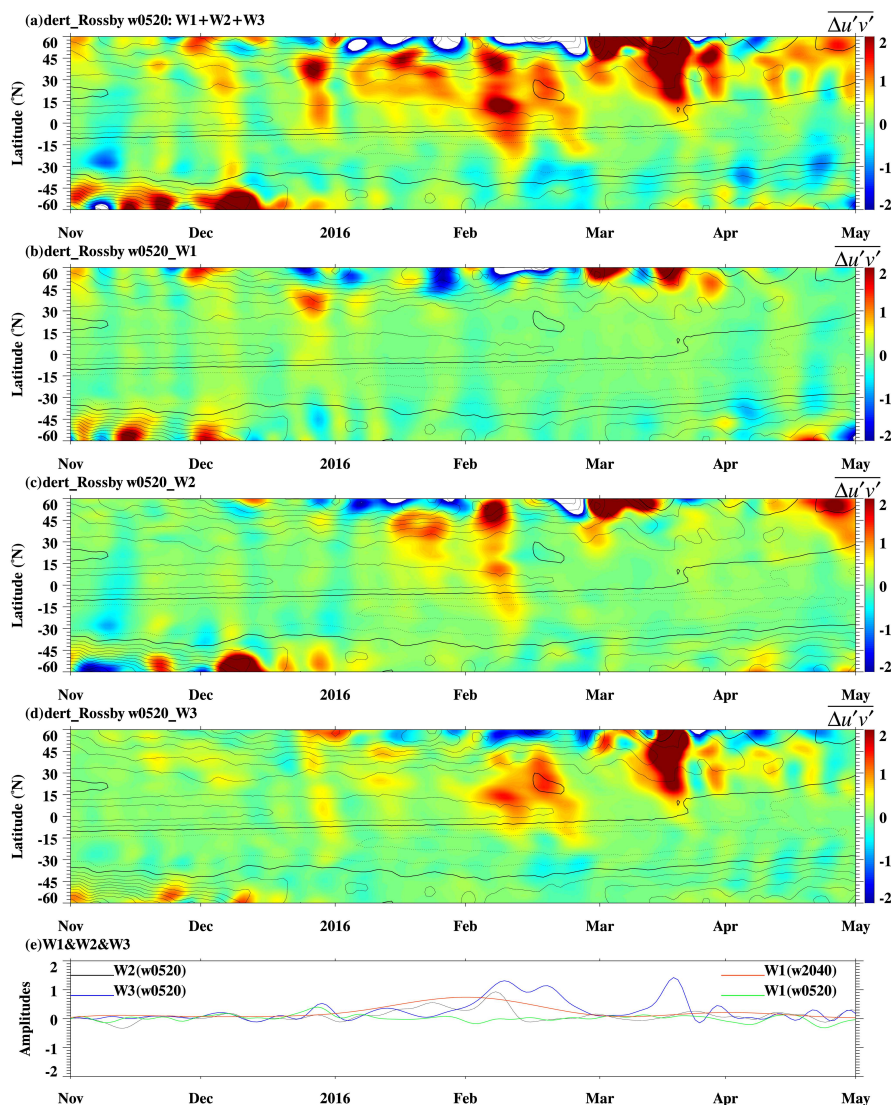 (a)dert_Rossby w0520: W1+W2+W3
Δu′v′
Latitude (°N)
60
45
30
15
0
-15
-30
-45
-60
2
1
0
-1
-2
Nov Dec 2016 Feb Mar Apr May
(b)dert_Rossby w0520_W1
Δu′v′
Latitude (°N)
60
45
30
15
0
-15
-30
-45
-60
2
1
0
-1
-2
Nov Dec 2016 Feb Mar Apr May
(c)dert_Rossby w0520_W2
Δu′v′
Latitude (°N)
60
45
30
15
0
-15
-30
-45
-60
2
1
0
-1
-2
Nov Dec 2016 Feb Mar Apr May
(d)dert_Rossby w0520_W3
Δu′v′
Latitude (°N)
60
45
30
15
0
-15
-30
-45
-60
2
1
0
-1
-2
Nov Dec 2016 Feb Mar Apr May
(e)W1&W2&W3
Amplitudes
2
1
0
-1
-2
W2(w0520)
W3(w0520)
W1(w2040)
W1(w0520)
Nov Dec 2016 Feb Mar Apr May